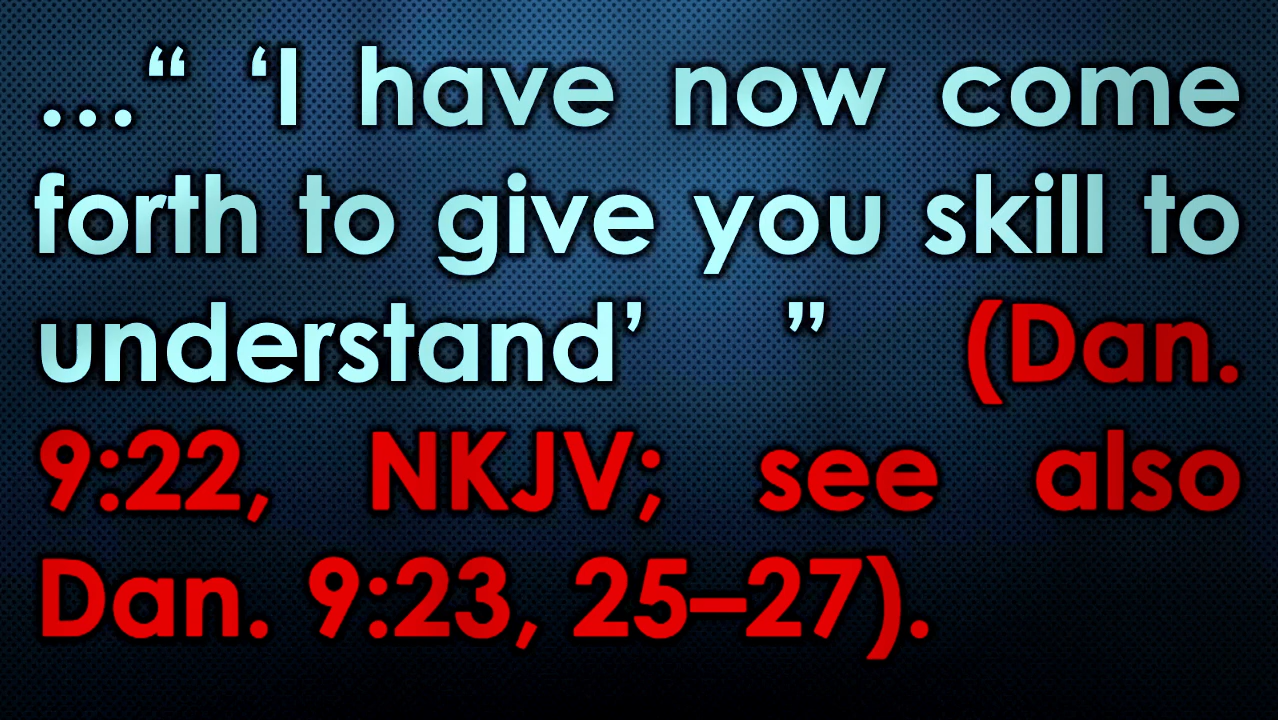 …“ ‘I have now come
forth to give you skill to
understand’ ” (Dan.
9:22, NKJV; see also
Dan. 9:23, 25–27).